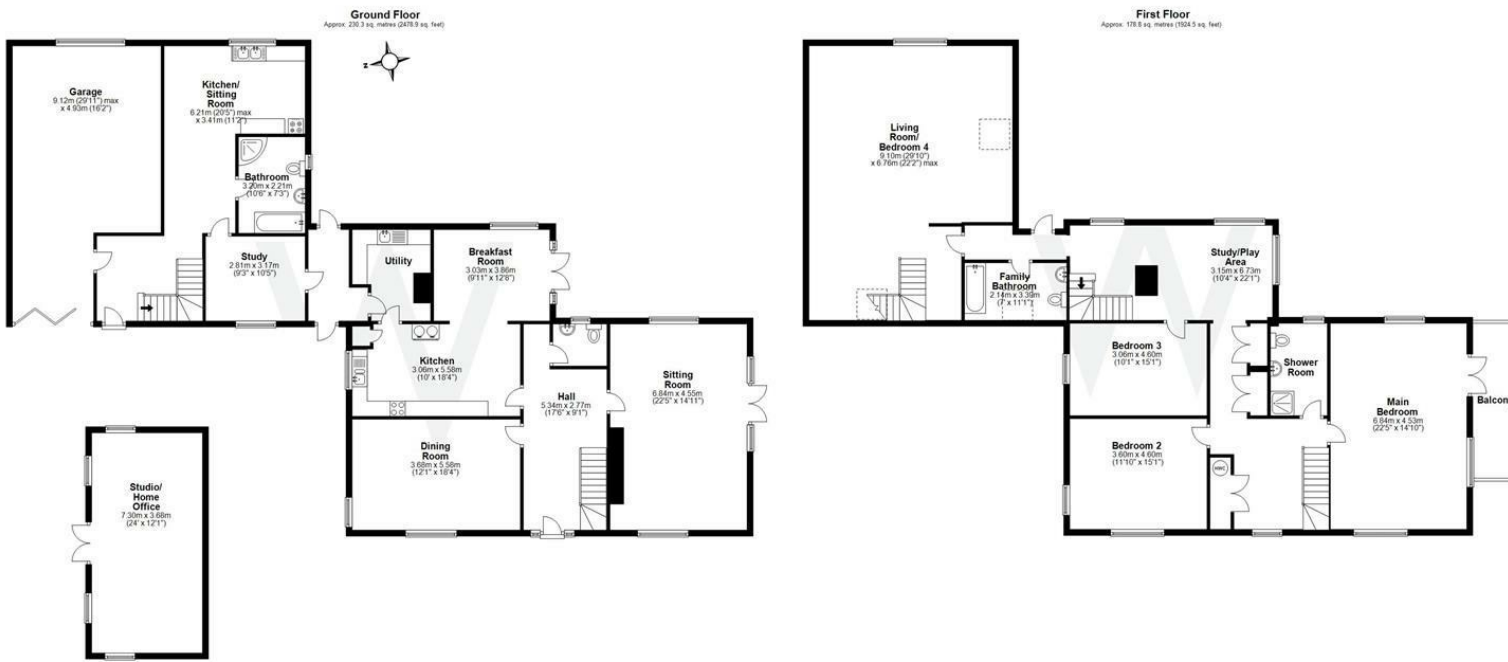 Ground Floor
Approx. 230.3 sq. metres (2478.9 sq. feet)
Z
Garage
9.12m (29'11") max
x 4.93m (16'2")
Kitchen/
Sitting
Room
6.21m (20'5") max
x 3.41m (11'2")
Bathroom
3.20m x 2.21m
(10'6" x 7'3")
Study
2.81m x 3.17m
(9'3" x 10'5")
Utility
Breakfast
Room
3.03m x 3.86m
(9'11" x 12'8")
Kitchen
3.06m x 5.58m
(10' x 18'4")
Hall
5.34m x 2.77m
(17'6" x 9'1")
Sitting
Room
6.84m x 4.55m
(22'5" x 14'11")
Dining
Room
3.68m x 5.58m
(12'1" x 18'4")
Studio/
Home
Office
7.30m x 3.68m
(24' x 12'1")
First Floor
Approx. 178.8 sq. metres (1924.5 sq. feet)
Living
Room/
Bedroom 4
9.10m (29'10")
x 6.76m (22'2") max
Family
Bathroom
2.14m x 3.39m
(7' x 11'1")
Study/Play
Area
3.15m x 6.73m
(10'4" x 22'1")
Bedroom 3
3.06m x 4.60m
(10'1" x 15'1")
Shower
Room
Main
Bedroom
6.84m x 4.53m
(22'5" x 14'10")
Balcon
Bedroom 2
3.60m x 4.60m
(11'10" x 15'1")
HWC
W
W